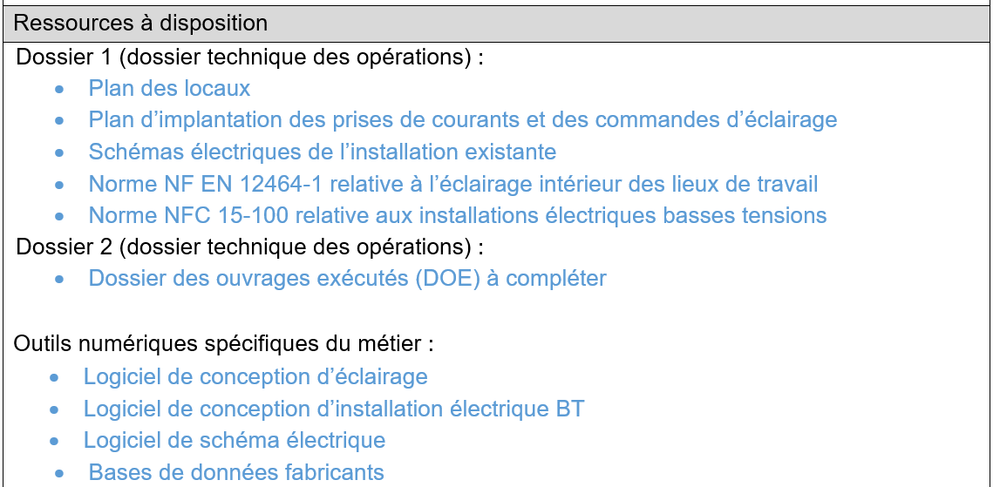 Ressources à disposition
Dossier 1 (dossier technique des opérations) :
• Plan des locaux
• Plan d’implantation des prises de courants et des commandes d’éclairage
• Schémas électriques de l’installation existante
• Norme NF EN 12464-1 relative à l’éclairage intérieur des lieux de travail
• Norme NFC 15-100 relative aux installations électriques basses tensions
Dossier 2 (dossier technique des opérations) :
• Dossier des ouvrages exécutés (DOE) à compléter
Outils numériques spécifiques du métier :
• Logiciel de conception d’éclairage
• Logiciel de conception d’installation électrique BT
• Logiciel de schéma électrique
• Bases de données fabricants